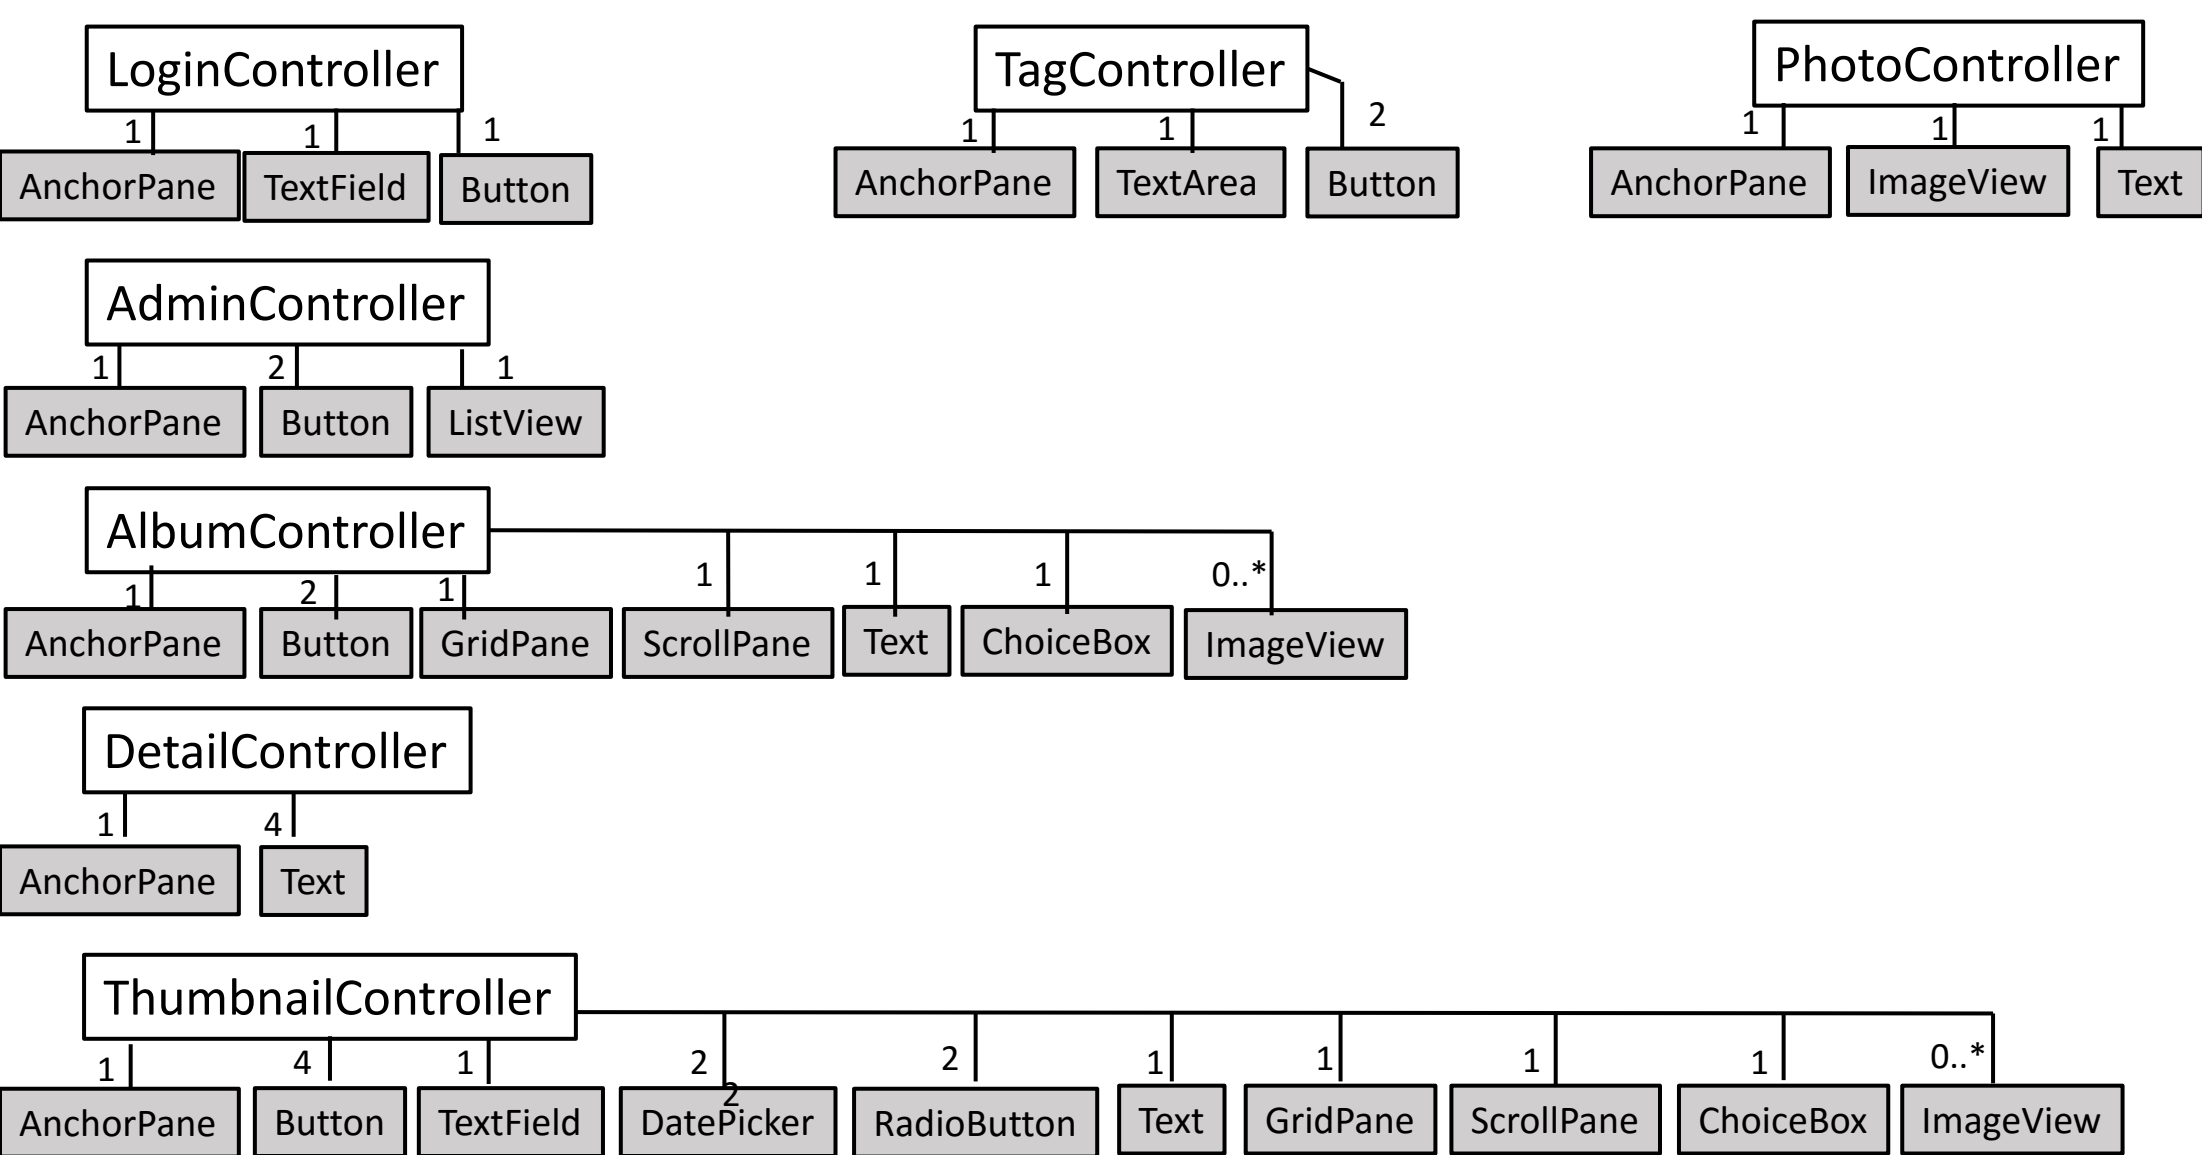 LoginController
TagController
PhotoController
1 1 1
1 1 2
1 1 1
AnchorPane TextField Button
AnchorPane TextArea Button
AnchorPane ImageView Text
AdminController
1 2 1
AnchorPane Button ListView
AlbumController
1 2 1 1 1 1 0..*
AnchorPane Button GridPane ScrollPane Text ChoiceBox ImageView
DetailController
1 4
AnchorPane Text
ThumbnailController
1 4 1 2 2 1 1 1 1 0..*
2
AnchorPane Button TextField DatePicker RadioButton Text GridPane ScrollPane ChoiceBox ImageView